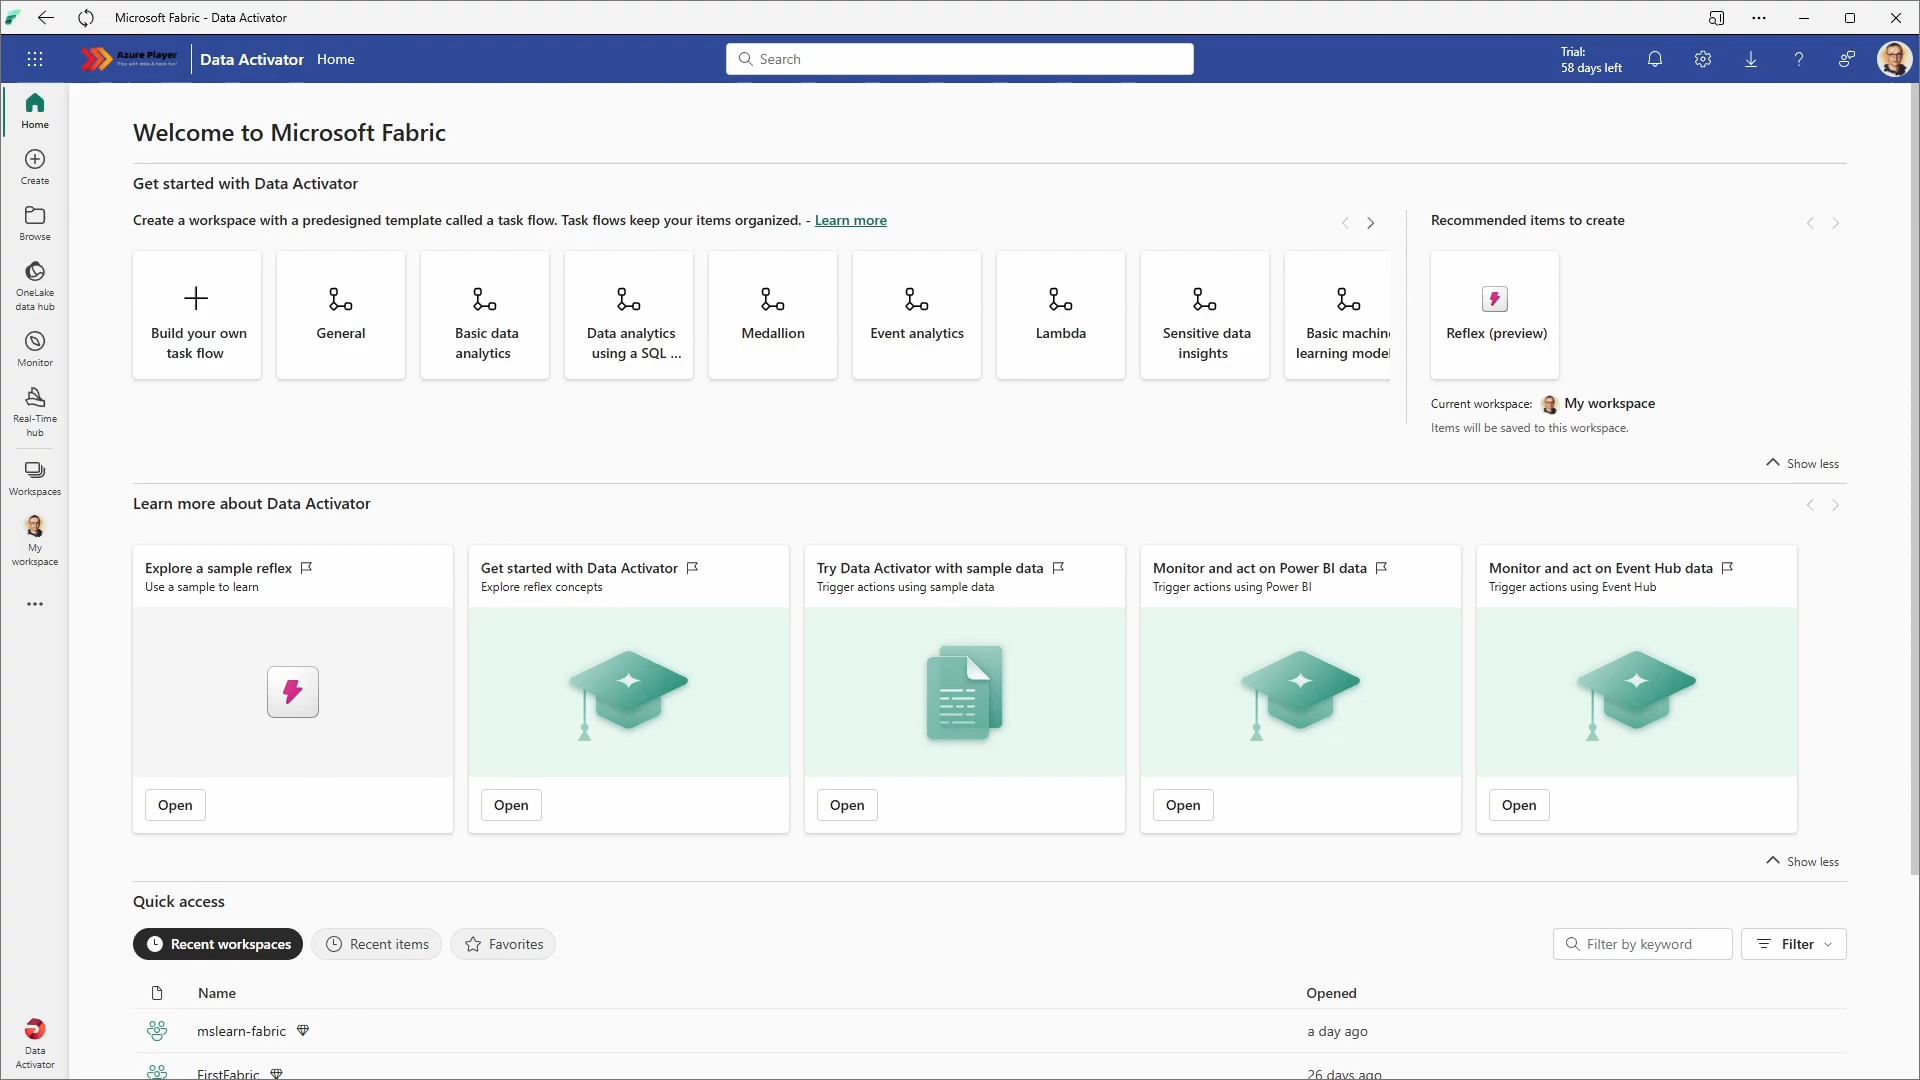 Microsoft Fabric - Data Activator
Azure Player
Data Activator
Home
Search
Trial:
58 days left
Home
Create
Browse
OneLake
data hub
Monitor
Real-Time
hub
Workspaces
My
workspace
Data
Activator
Welcome to Microsoft Fabric
Get started with Data Activator
Create a workspace with a predesigned template called a task flow. Task flows keep your items organized. - Learn more
Recommended items to create
Build your own
task flow
General
Basic data
analytics
Data analytics
using a SQL ...
Medallion
Event analytics
Lambda
Sensitive data
insights
Basic machin
learning model
Reflex (preview)
Current workspace: My workspace
Items will be saved to this workspace.
Show less
Learn more about Data Activator
Explore a sample reflex
Use a sample to learn
Open
Get started with Data Activator
Explore reflex concepts
Open
Try Data Activator with sample data
Trigger actions using sample data
Open
Monitor and act on Power BI data
Trigger actions using Power BI
Open
Monitor and act on Event Hub data
Trigger actions using Event Hub
Open
Show less
Quick access
Recent workspaces
Recent items
Favorites
Filter by keyword
Filter
Name
Opened
mslearn-fabric
a day ago
FirstFabric
26 days ago